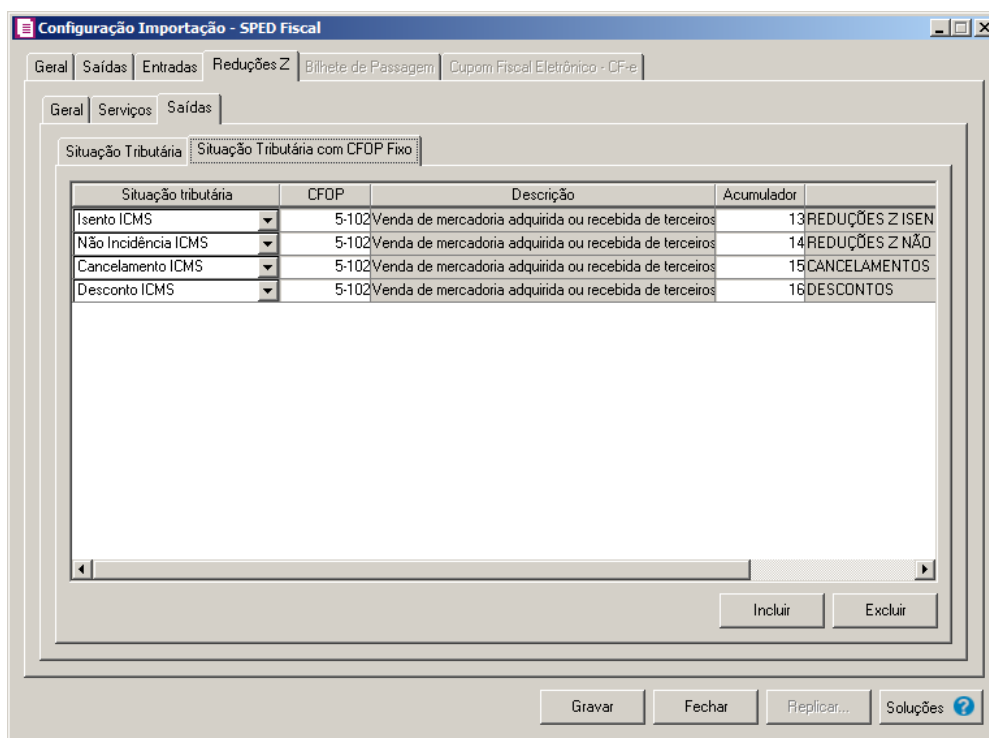 Configuração Importação - SPED Fiscal
Geral Saídas Entradas Reduções Z Bilhete de Passagem Cupom Fiscal Eletrônico - CF-e
Geral Serviços Saídas
Situação Tributária Situação Tributária com CFOP Fixo
Situação tributária CFOP Descrição Acumulador
Isento ICMS 5-102 Venda de mercadoria adquirida ou recebida de terceiros 13 REDUÇÕES Z ISEN
Não Incidência ICMS 5-102 Venda de mercadoria adquirida ou recebida de terceiros 14 REDUÇÕES Z NÃO
Cancelamento ICMS 5-102 Venda de mercadoria adquirida ou recebida de terceiros 15 CANCELAMENTOS
Desconto ICMS 5-102 Venda de mercadoria adquirida ou recebida de terceiros 16 DESCONTOS
Incluir Excluir
Gravar Fechar Replicar... Soluções ?